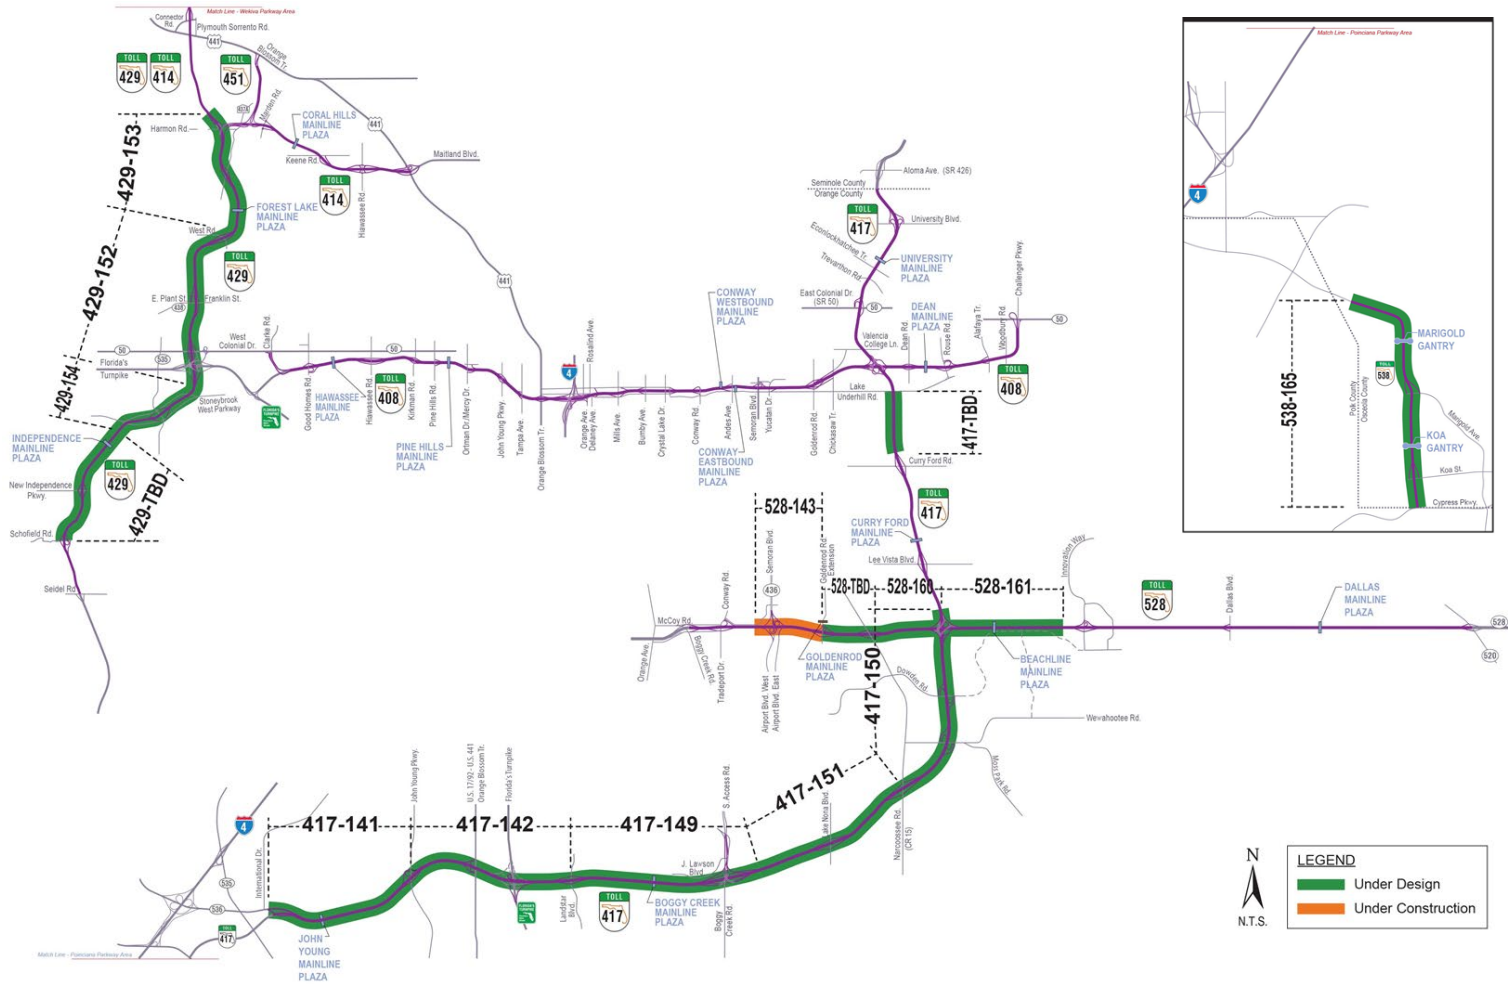 Match Line - Wekiva Parkway Area
Connector
Rd.
Plymouth Sorrento Rd.
441
Orange
Blossom Tr.
TOLL
429
TOLL
414
TOLL
451
Marden Rd.
Harmon Rd.
CORAL HILLS
MAINLINE
PLAZA
441
Keene Rd.
Maitland Blvd.
Hiawassee Rd.
TOLL
414
429-153
FOREST LAKE
MAINLINE
PLAZA
West Rd.
TOLL
429
429-152
441
E. Plant St.
Franklin St.
438
West
Colonial Dr.
Clarke Rd.
50
50
535
Florida's
Turnpike
429-154
Stoneybrook
West Parkway
Good Homes Rd.
HIAWASSEE
MAINLINE
PLAZA
Hiawassee Rd.
TOLL
408
Kirkman Rd.
Pine Hills Rd.
PINE HILLS
MAINLINE
PLAZA
Ortman Dr./Mercy Dr.
John Young Pkwy.
Tampa Ave.
Orange Blossom Tr.
4
Rosalind Ave.
Orange Ave.
Delaney Ave.
Mills Ave.
Bumby Ave.
Crystal Lake Dr.
Conway Rd.
Andes Ave.
Semoran Blvd.
Yucatan Dr.
Goldenrod Rd.
Chickasaw Tr.
CONWAY
WESTBOUND
MAINLINE
PLAZA
CONWAY
EASTBOUND
MAINLINE
PLAZA
INDEPENDENCE
MAINLINE
PLAZA
TOLL
429
New Independence
Pkwy.
429-TBD
Schofield Rd.
Seidel Rd.
Aloma Ave. (SR 426)
Seminole County
Orange County
TOLL
417
University Blvd.
Econlockhatchee Tr.
Trevarthon Rd.
UNIVERSITY
MAINLINE
PLAZA
East Colonial Dr.
(SR 50)
50
DEAN
MAINLINE
PLAZA
Valencia
College Ln.
Dean Rd.
Rouse Rd.
Alafaya Tr.
Woodbury Rd.
Challenger Pkwy.
50
TOLL
408
Lake
Underhill Rd.
417-TBD
Curry Ford Rd.
TOLL
417
CURRY FORD
MAINLINE
PLAZA
Lee Vista Blvd.
528-143
Semoran Blvd.
436
Goldenrod Rd.
Extension
528-TBD
528-160
528-161
Innovation Way
TOLL
528
Dallas Blvd.
DALLAS
MAINLINE
PLAZA
528
520
McCoy Rd.
Conway Rd.
Orange Ave.
Boggy Creek Rd.
Tradeport Dr.
Airport Blvd. West
Airport Blvd. East
GOLDENROD
MAINLINE
PLAZA
417-150
Dowden Rd.
BEACHLINE
MAINLINE
PLAZA
Wewahootee Rd.
Moss Park Rd.
417-151
Narcoossee Rd.
(CR 15)
Lake Nona Blvd.
S. Access Rd.
417-149
J. Lawson
Blvd.
Boggy
Creek Rd.
BOGGY CREEK
MAINLINE
PLAZA
TOLL
417
Landstar
Blvd.
Florida's Turnpike
U.S. 17/92 - U.S. 441
Orange Blossom Tr.
417-142
John Young Pkwy.
417-141
International Dr.
4
535
536
TOLL
417
JOHN
YOUNG
MAINLINE
PLAZA
Match Line - Poinciana Parkway Area
Match Line - Poinciana Parkway Area
4
538-165
Polk County
Osceola County
TOLL
538
MARIGOLD
GANTRY
Marigold Ave.
KOA
GANTRY
Koa St.
Cypress Pkwy.
N
N.T.S.
LEGEND
Under Design
Under Construction